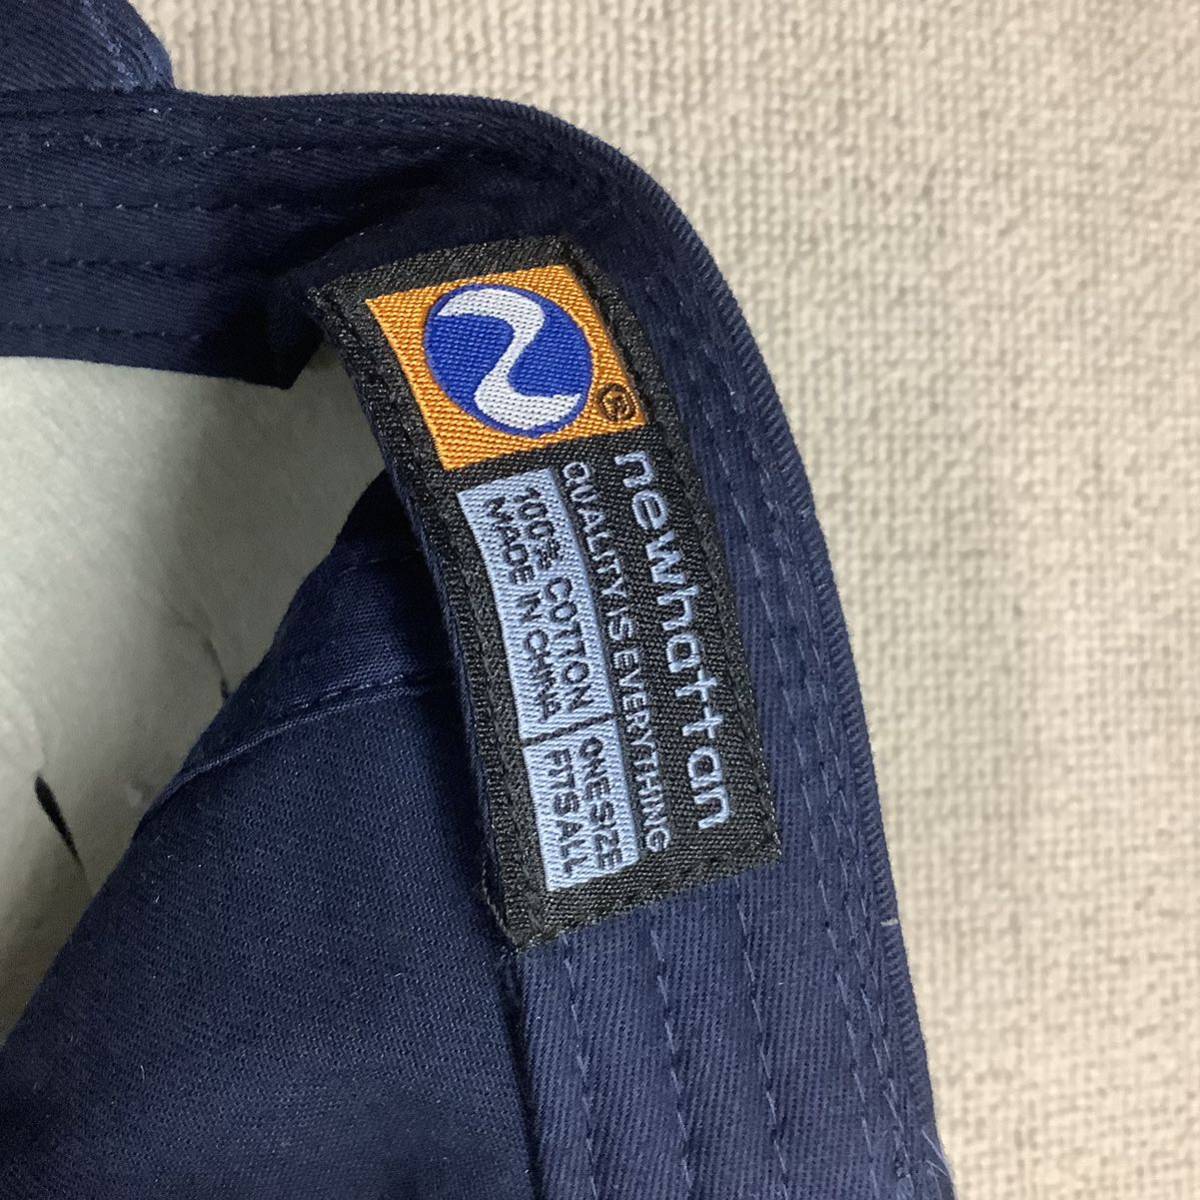 ®
newhattan
QUALITY IS EVERYTHING
100% COTTON
MADE IN CHINA
ONE SIZE
FITS ALL